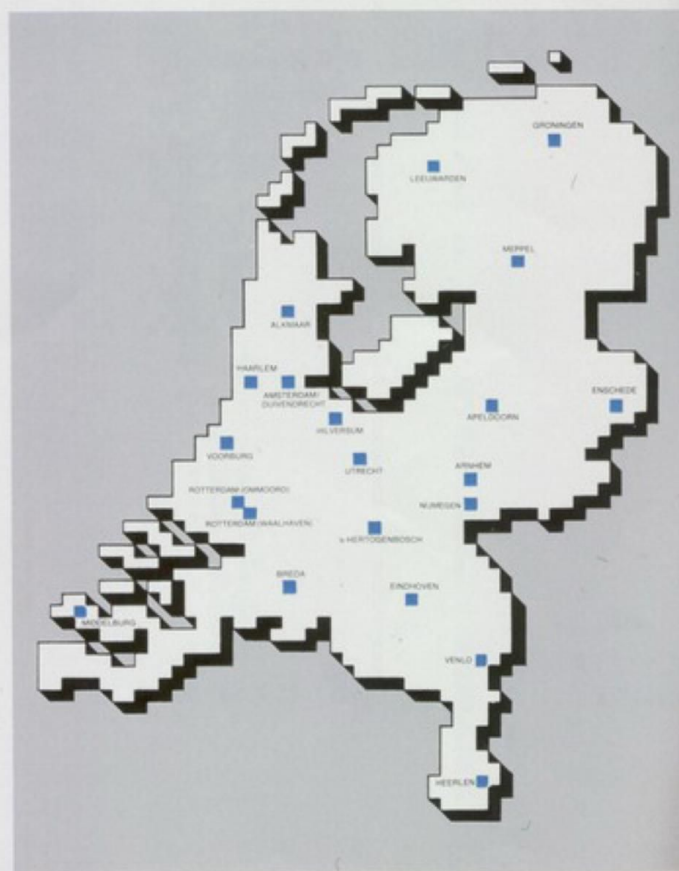 GRONINGEN
LEEUWARDEN
MEPPEL
ALKMAAR
HAARLEM
AMSTERDAM/
DUIVENDRECHT
ENSCHEDE
APELDOORN
HILVERSUM
VOORBURG
UTRECHT
ARNHEM
ROTTERDAM (OMMOORD)
NIJMEGEN
ROTTERDAM (WAALHAVEN)
's-HERTOGENBOSCH
BREDA
EINDHOVEN
MIDDELBURG
VENLO
HEERLEN